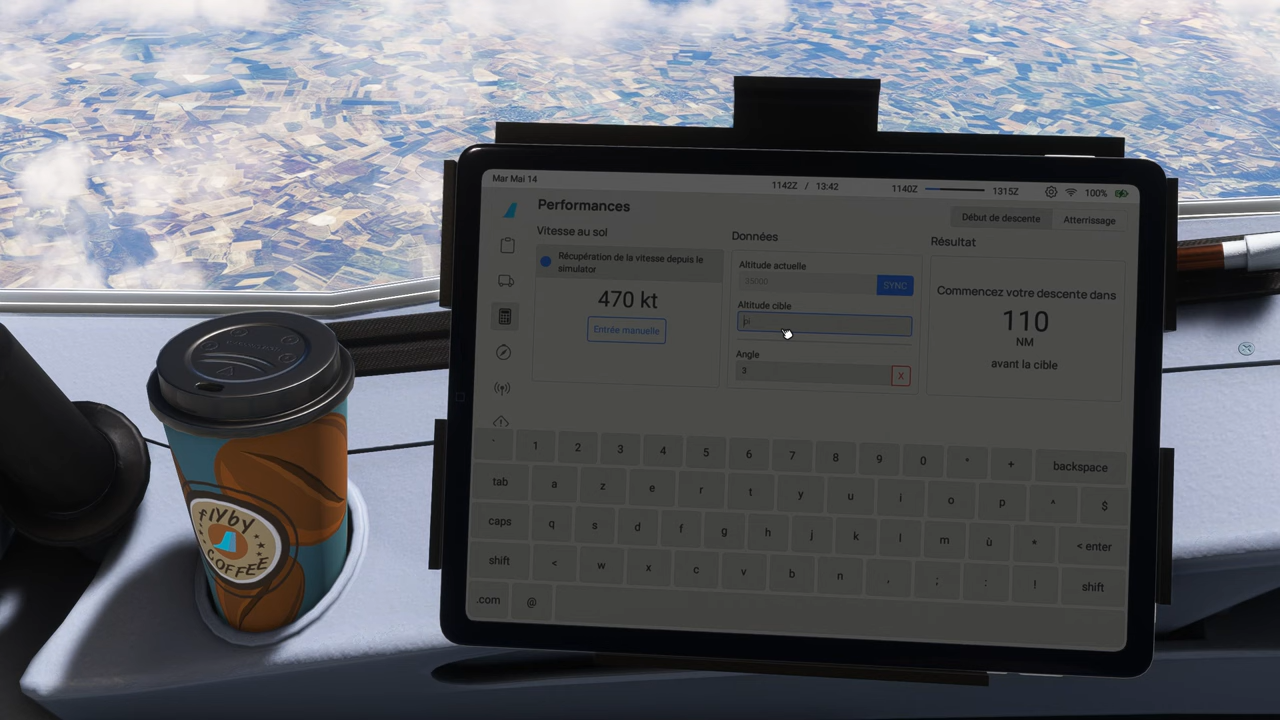 Mar Mai 14
1142Z / 13:42
1140Z 1315Z 100%
Performances
Début de descente Atterrissage
Vitesse au sol
Récupération de la vitesse depuis le
simulator
470 kt
Entrée manuelle
Données
Altitude actuelle
35000 SYNC
Altitude cible
pi
Angle
3 X
Résultat
Commencez votre descente dans
110
NM
avant la cible
` 1 2 3 4 5 6 7 8 9 0 ° + backspace
tab a z e r t y u i o p ^ $
caps q s d f g h j k l m ù * < enter
shift < w x c v b n , ; : ! shift
.com @
flyby
COFFEE